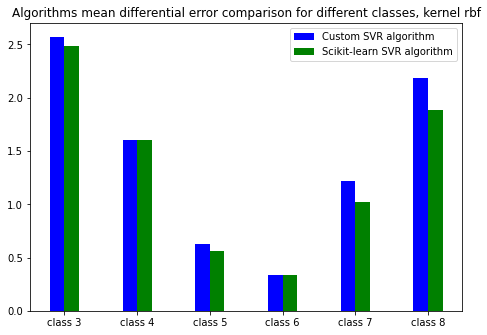 Algorithms mean differential error comparison for different classes, kernel rbf
Custom SVR algorithm
Scikit-learn SVR algorithm
2.5
2.0
1.5
1.0
0.5
0.0
class 3 class 4 class 5 class 6 class 7 class 8